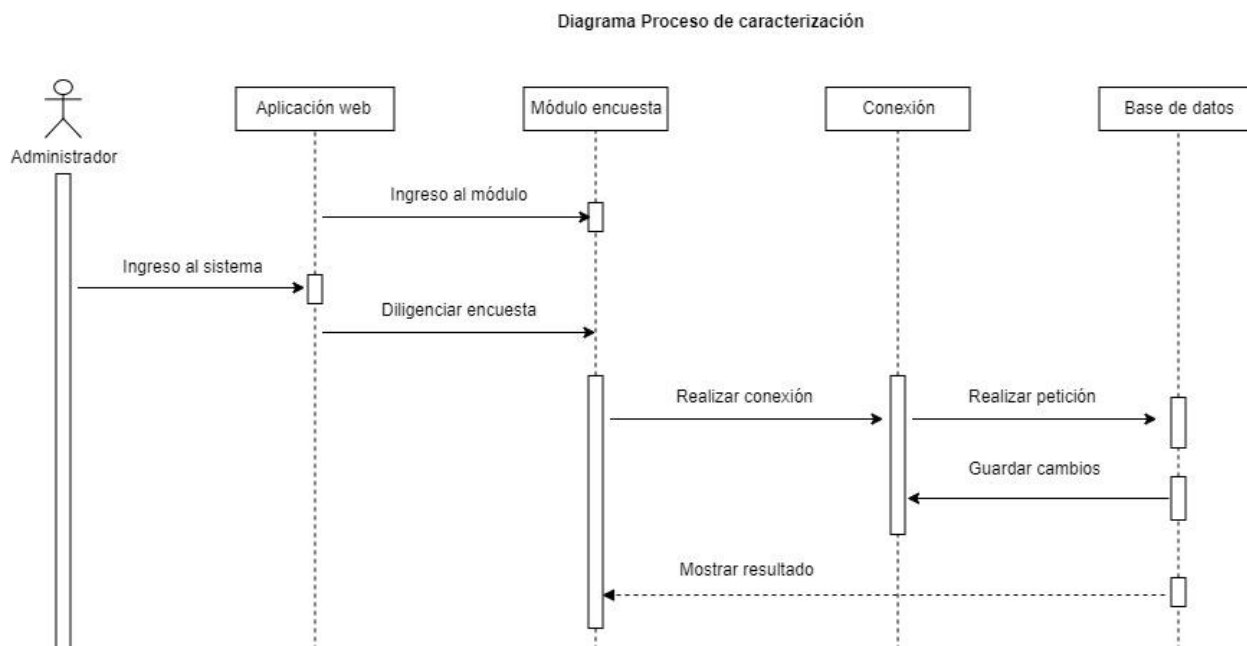 Diagrama Proceso de caracterización
Aplicación web
Módulo encuesta
Conexión
Base de datos
Administrador
Ingreso al módulo
Ingreso al sistema
Diligenciar encuesta
Realizar conexión
Realizar petición
Guardar cambios
Mostrar resultado